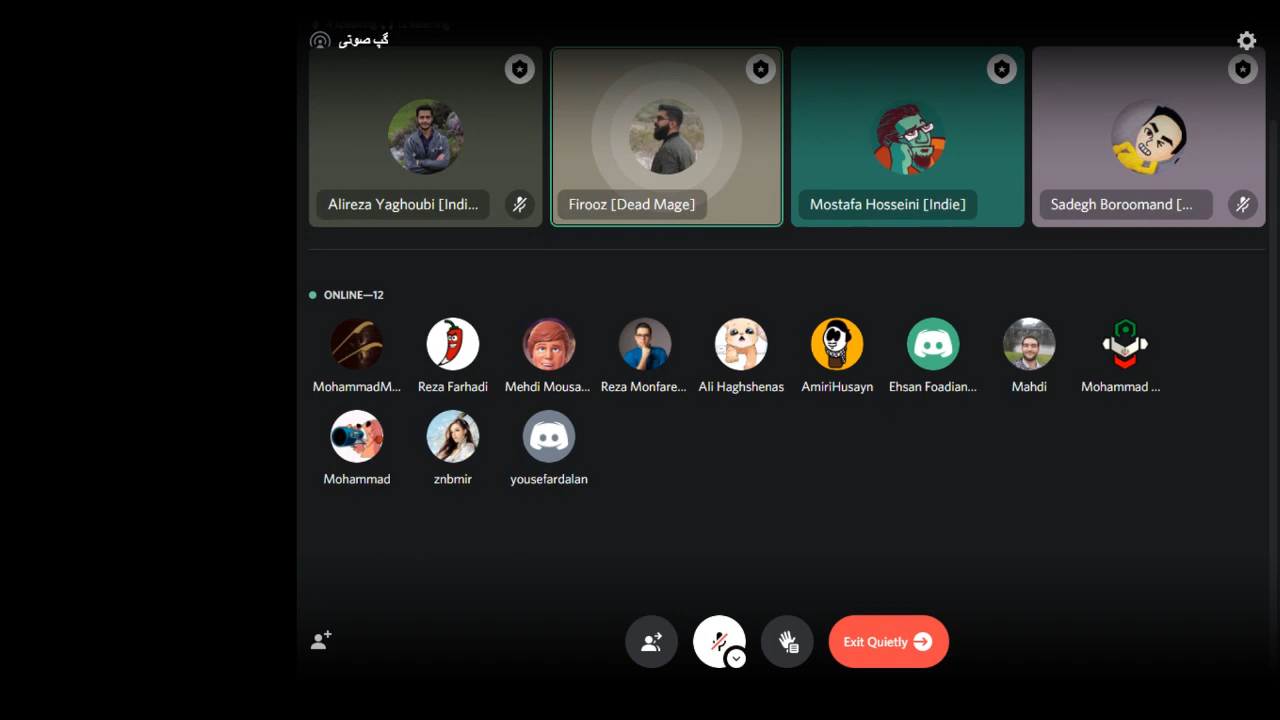 گپ صوتی
Alireza Yaghoubi [Indi...
Firooz [Dead Mage]
Mostafa Hosseini [Indie]
Sadegh Boroomand [...
ONLINE—12
MohammadM...
Reza Farhadi
Mehdi Mousa...
Reza Monfare...
Ali Haghshenas
AmiriHusayn
Ehsan Foadian...
Mahdi
Mohammad ...
Mohammad
znbmir
yousefardalan
Exit Quietly